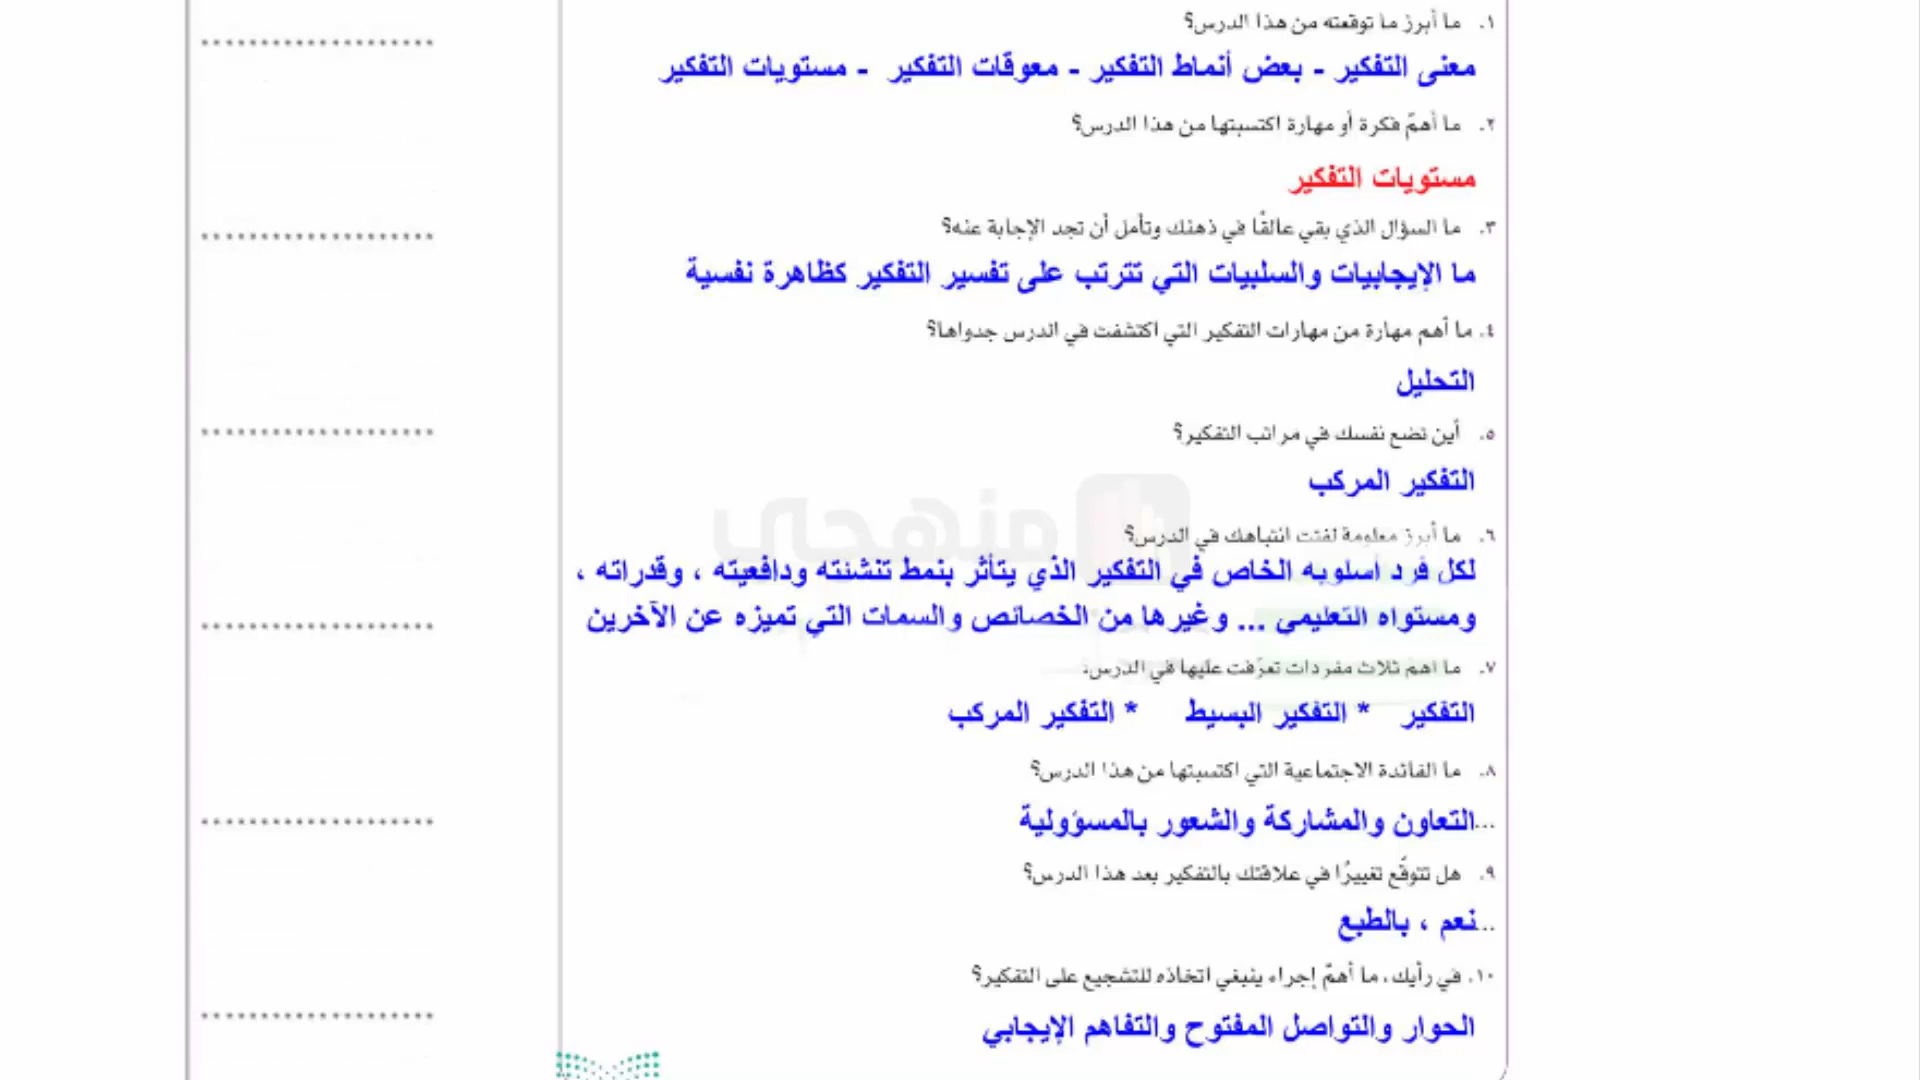 ١. ما أبرز ما توقعته من هذا الدرس؟
معنى التفكير - بعض أنماط التفكير - معوقات التفكير - مستويات التفكير
٢. ما أهمّ فكرة أو مهارة اكتسبتها من هذا الدرس؟
مستويات التفكير
٣. ما السؤال الذي بقي عالقًا في ذهنك وتأمل أن تجد الإجابة عنه؟
ما الإيجابيات والسلبيات التي تترتب على تفسير التفكير كظاهرة نفسية
٤. ما أهم مهارة من مهارات التفكير التي اكتشفت في الدرس جدواها؟
التحليل
٥. أين تضع نفسك في مراتب التفكير؟
التفكير المركب
منهجي
٦. ما أبرز معلومة لفتت انتباهك في الدرس؟
لكل فرد أسلوبه الخاص في التفكير الذي يتأثر بنمط تنشئته ودافعيته ، وقدراته ،
ومستواه التعليمي ... وغيرها من الخصائص والسمات التي تميزه عن الآخرين
٧. ما أهم ثلاث مفردات تعرّفت عليها في الدرس؟
التفكير * التفكير البسيط * التفكير المركب
٨. ما الفائدة الاجتماعية التي اكتسبتها من هذا الدرس؟
...التعاون والمشاركة والشعور بالمسؤولية
٩. هل تتوقّع تغييرًا في علاقتك بالتفكير بعد هذا الدرس؟
...نعم ، بالطبع
١٠. في رأيك، ما أهمّ إجراء ينبغي اتخاذه للتشجيع على التفكير؟
الحوار والتواصل المفتوح والتفاهم الإيجابي